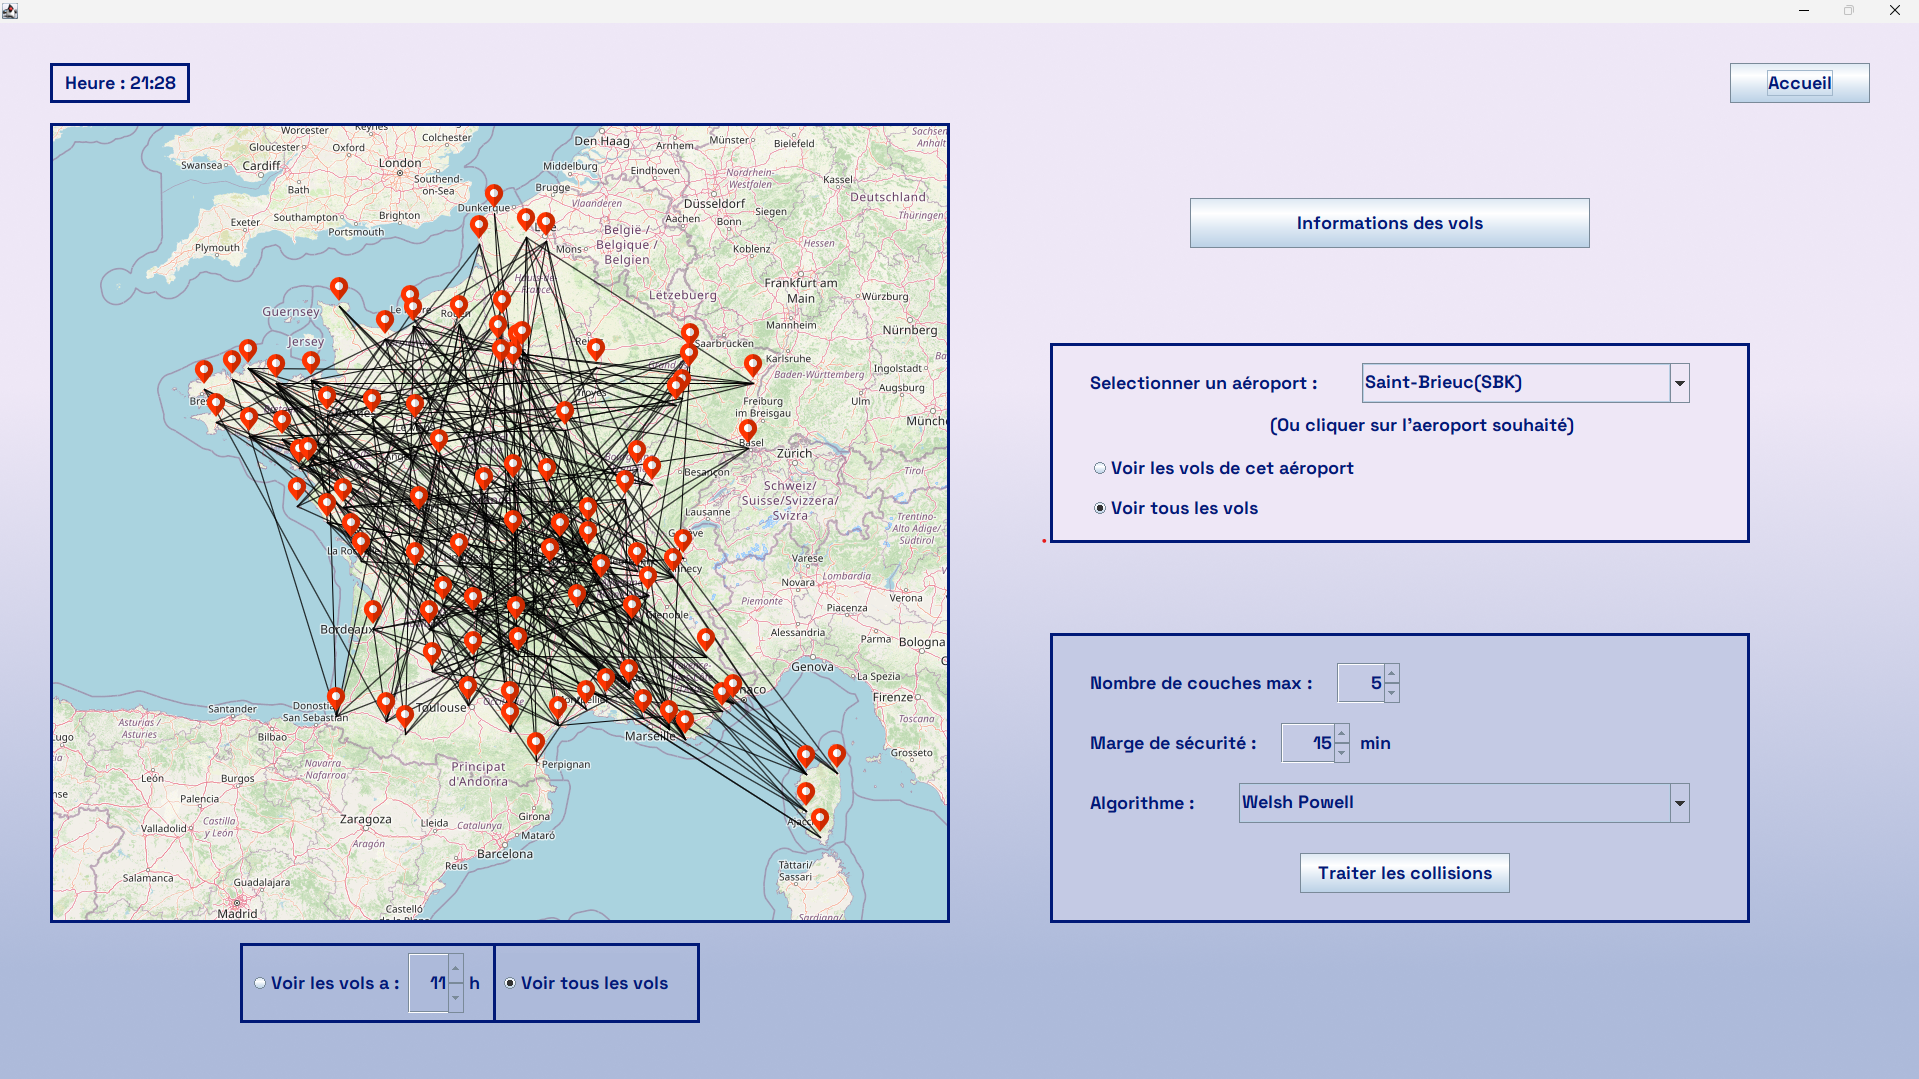 Heure : 21:28
Accueil
Worcester
Keynes
Colchester
Gloucester
Oxford
Swansea
Cardiff
London
Southend-
on-Sea
Bath
Southampton
Brighton
Exeter
Portsmouth
Plymouth
Den Haag
Arnhem
Münster
Bielefeld
Sachsen-
Anhalt
Middelburg
Eindhoven
Nordrhein-
Westfalen
Kassel
Brugge
Deutschland
Dunkerque
Vlaanderen
Düsseldorf
Siegen
Thüringen
Aachen
Bonn
België /
Belgique /
Belgien
Mons
Koblenz
Hessen
Hauts-de-
France
Lëtzebuerg
Frankfurt am
Main
Würzburg
Guernsey
Jersey
Mannheim
Nürnberg
Saarbrücken
Karlsruhe
Baden-Württemberg
Ingolstadt
Augsburg
Troyes
Freiburg
im Breisgau
Ulm
Basel
Zürich
Besançon
Tirol
Schweiz/
Suisse/Svizzera/
Svizra
Lausanne
Trentino-
Alto Adige/
Südtirol
Varese
Lombardia
Novara
Verona
Piemonte
Piacenza
Alessandria
Parma
Bologna
Genova
La Spezia
Firenze
Toscana
Grosseto
Bordeaux
Toulouse
Marseille
Perpignan
Santander
Donostia
San Sebastián
Asturias /
Asturies
Bilbao
Navarra
Nafarroa
Principat
d'Andorra
León
Burgos
Palencia
Zaragoza
Lleida
Catalunya
Girona
Mataró
Valladolid
Castilla
y León
Aragón
Barcelona
Reus
Salamanca
Guadalajara
Madrid
Castelló
Tàttari/
Sassari
Sardigna/
Informations des vols
Selectionner un aéroport :
Saint-Brieuc(SBK)
(Ou cliquer sur l'aeroport souhaité)
Voir les vols de cet aéroport
Voir tous les vols
Nombre de couches max :
5
Marge de sécurité :
15
min
Algorithme :
Welsh Powell
Traiter les collisions
Voir les vols a :
11
h
Voir tous les vols